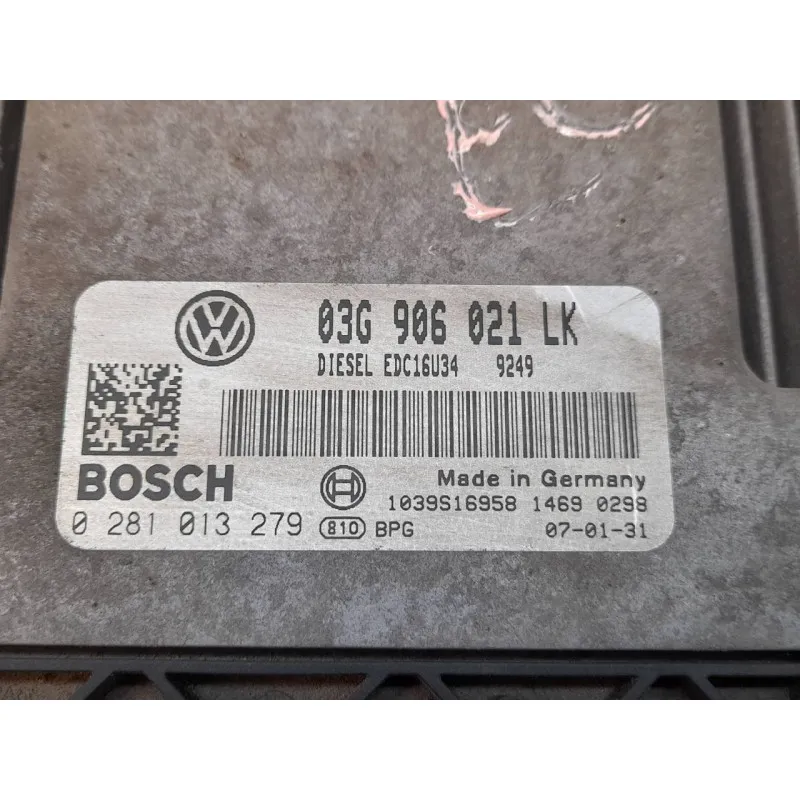 03G 906 021 LK
DIESEL EDC16U34 9249
BOSCH
Made in Germany
1039S16958 1469 0298
0 281 013 279 810 BPG 07-01-31